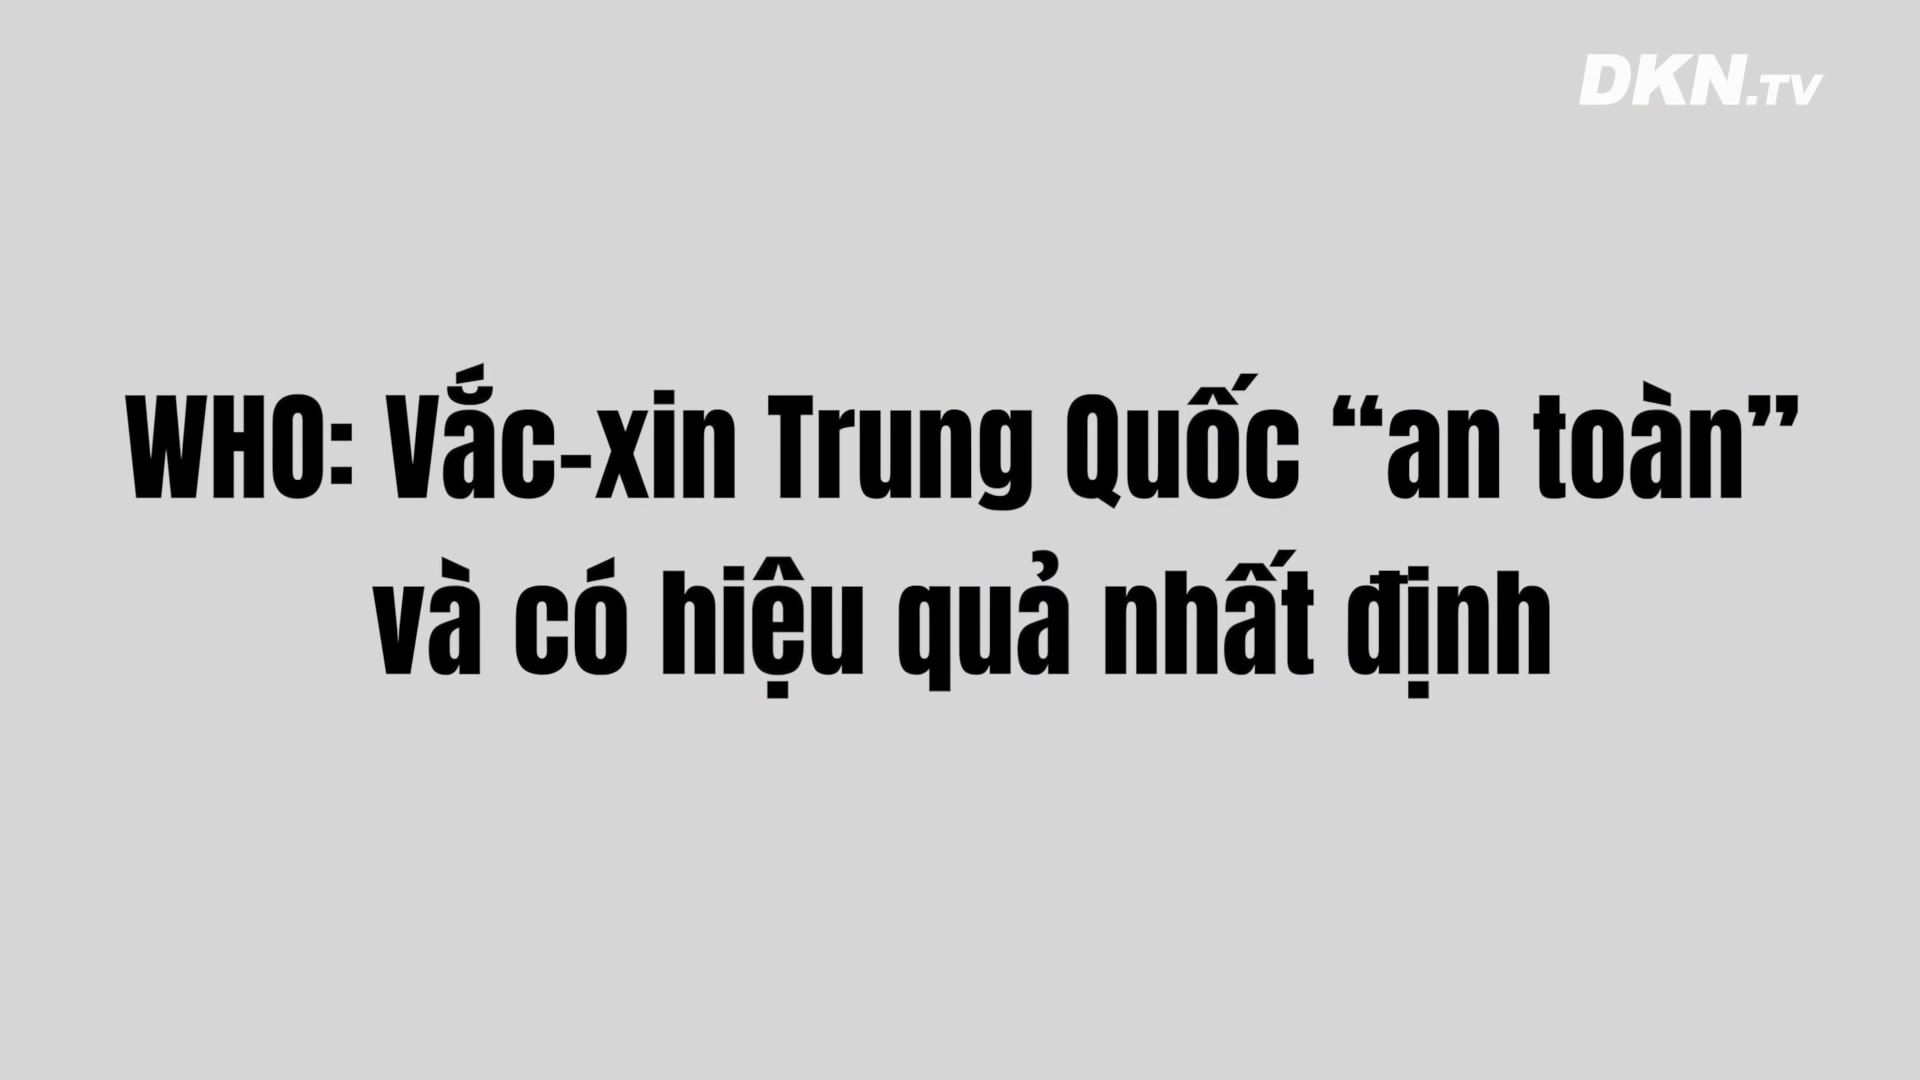 DKN.TV
WHO: Vắc-xin Trung Quốc “an toàn”
và có hiệu quả nhất định